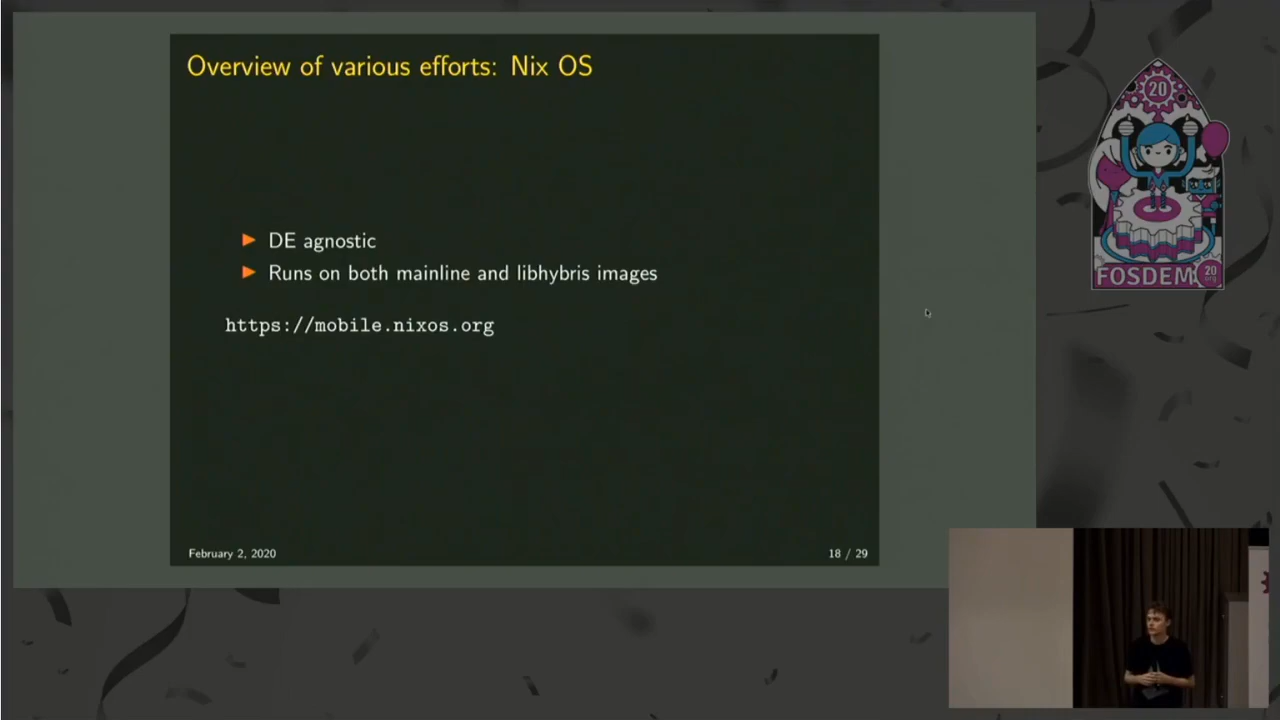 Overview of various efforts: Nix OS
DE agnostic
Runs on both mainline and libhybris images
https://mobile.nixos.org
February 2, 2020
18 / 29
20
FOSDEM
20
.org